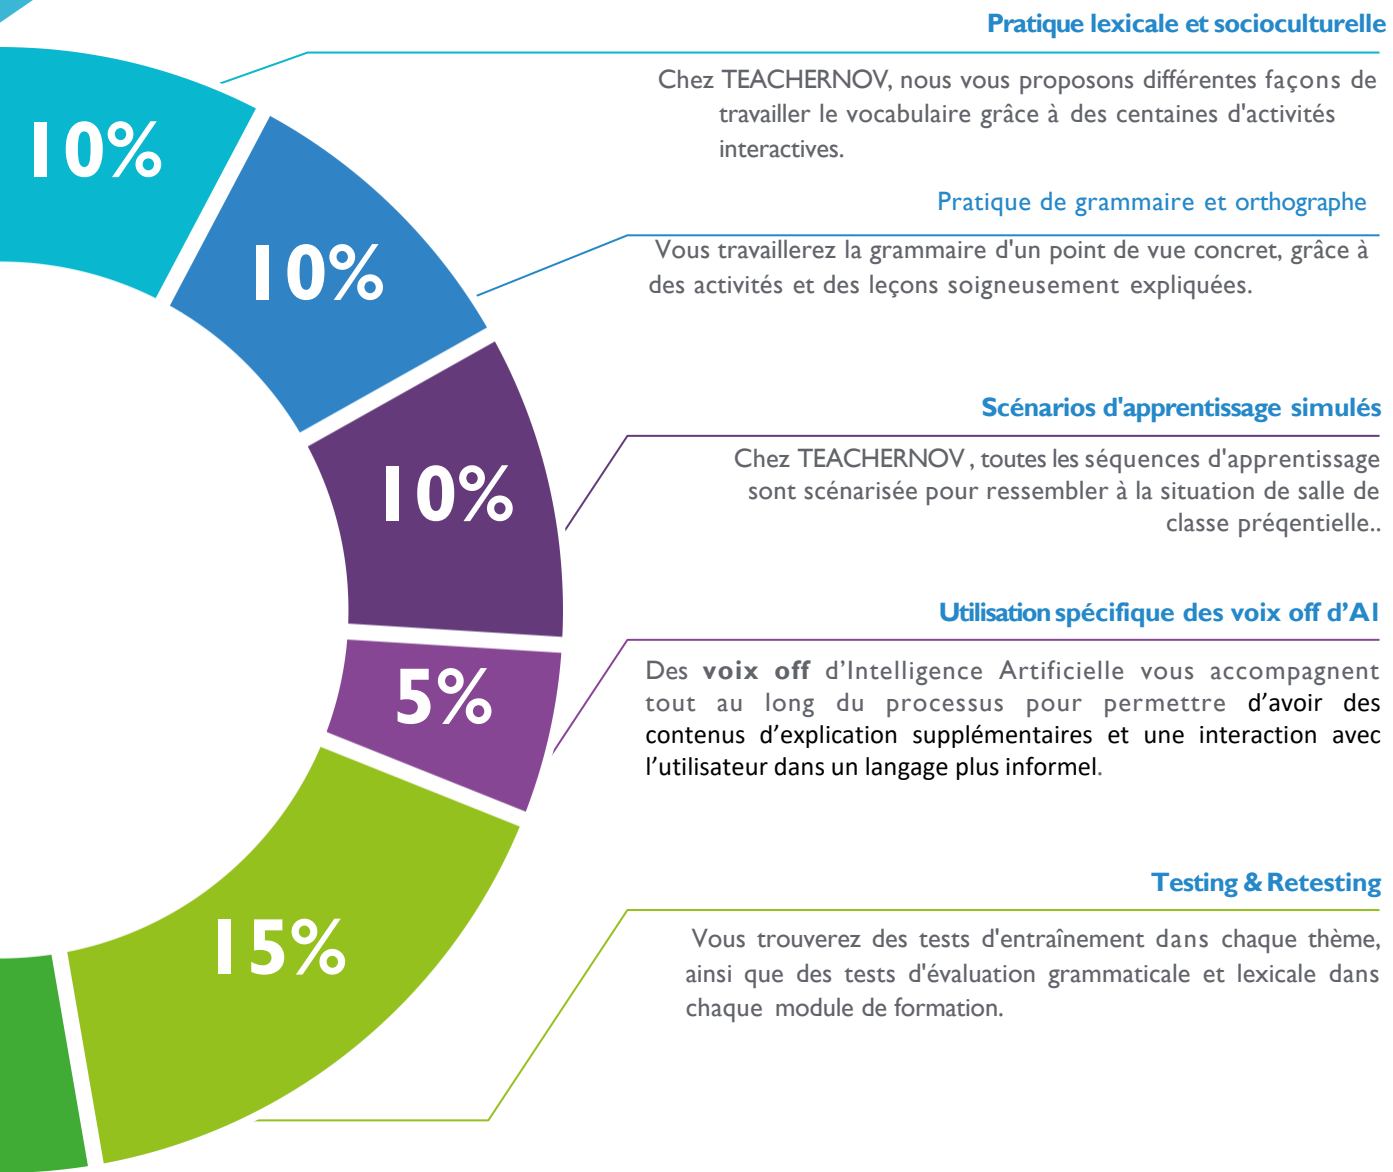 Pratique lexicale et socioculturelle
Chez TEACHERNOV, nous vous proposons différentes façons de
travailler le vocabulaire grâce à des centaines d'activités
interactives.
10%
Pratique de grammaire et orthographe
Vous travaillerez la grammaire d'un point de vue concret, grâce à
des activités et des leçons soigneusement expliquées.
10%
Scénarios d'apprentissage simulés
Chez TEACHERNOV , toutes les séquences d'apprentissage
sont scénarisée pour ressembler à la situation de salle de
classe préqentielle..
10%
Utilisation spécifique des voix off d’AI
Des voix off d’Intelligence Artificielle vous accompagnent
tout au long du processus pour permettre d’avoir des
contenus d’explication supplémentaires et une interaction avec
l’utilisateur dans un langage plus informel.
5%
Testing & Retesting
Vous trouverez des tests d'entraînement dans chaque thème,
ainsi que des tests d'évaluation grammaticale et lexicale dans
chaque module de formation.
15%